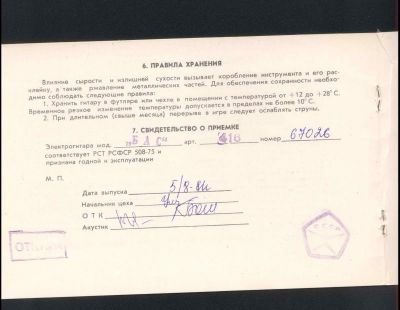 6. ПРАВИЛА ХРАНЕНИЯ
Влияние сырости и излишней сухости вызывает коробление инструмента и его рас-
клейку, а также ржавление металлических частей. Для обеспечения сохранности необхо-
димо соблюдать следующие правила:
1. Хранить гитару в футляре или чехле в помещении с температурой от +12 до +28°С.
Временное резкое изменение температуры допускается в пределах не более 10°С.
2. При длительном (свыше месяца) перерыве в игре следует ослаблять струны.
7. СВИДЕТЕЛЬСТВО О ПРИЕМКЕ
Электрогитара мод. „БАС" арт. 416 номер 67026
соответствует РСТ РСФСР 508-75 и
признана годной к эксплуатации
М. П.
Дата выпуска
Начальник цеха
О Т К
Акустик
СССР